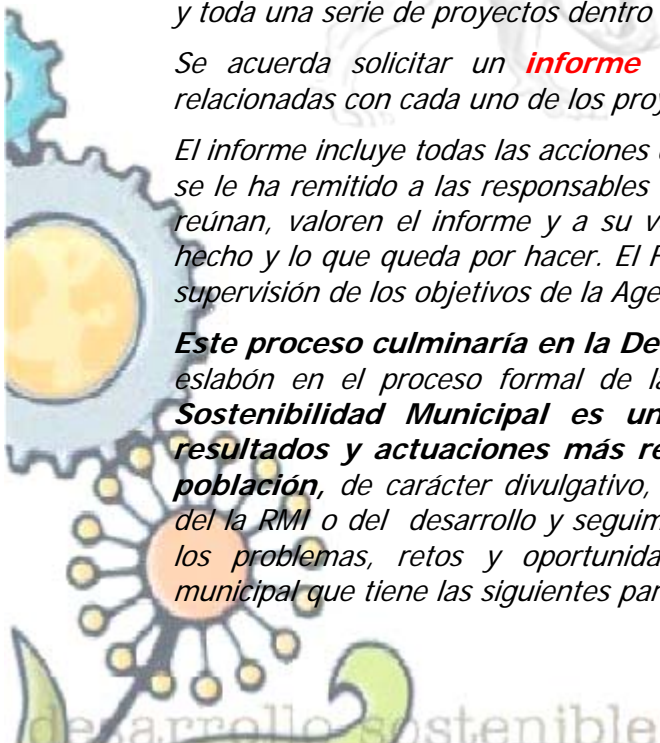 y toda una serie de proyectos dentro
Se acuerda solicitar un informe
relacionadas con cada uno de los proy
El informe incluye todas las acciones
se le ha remitido a las responsables
reúnan, valoren el informe y a su v
hecho y lo que queda por hacer. El
supervisión de los objetivos de la Age
Este proceso culminaría en la De
eslabón en el proceso formal de la
Sostenibilidad Municipal es un
resultados y actuaciones más re
población, de carácter divulgativo,
del la RMI o del desarrollo y seguim
los problemas, retos y oportunida
municipal que tiene las siguientes par
desarrollo sostenible